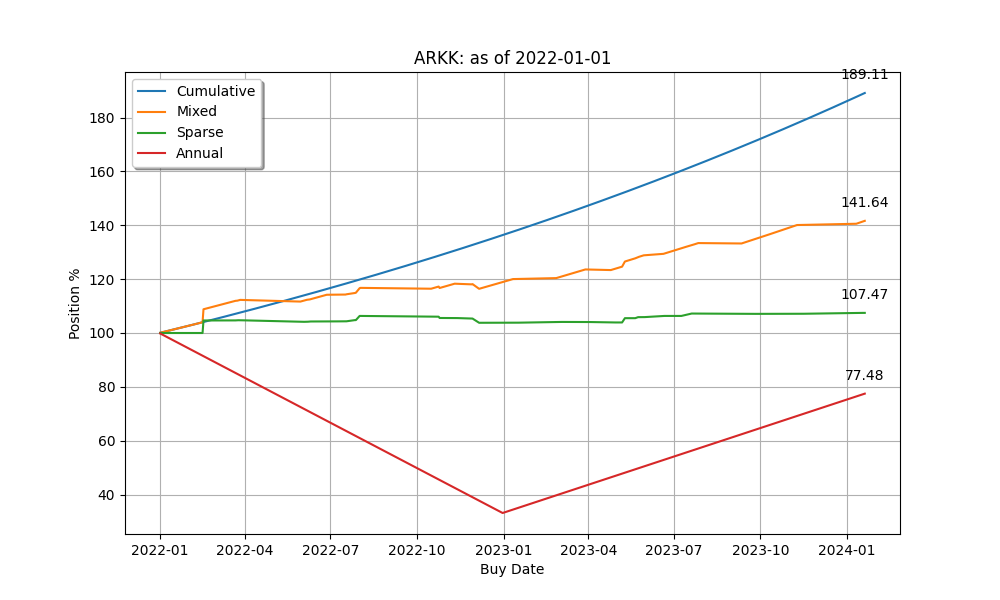 ARKK: as of 2022-01-01
Cumulative
Mixed
Sparse
Annual
189.11
141.64
107.47
77.48
Position %
180
160
140
120
100
80
60
40
2022-01 2022-04 2022-07 2022-10 2023-01 2023-04 2023-07 2023-10 2024-01
Buy Date